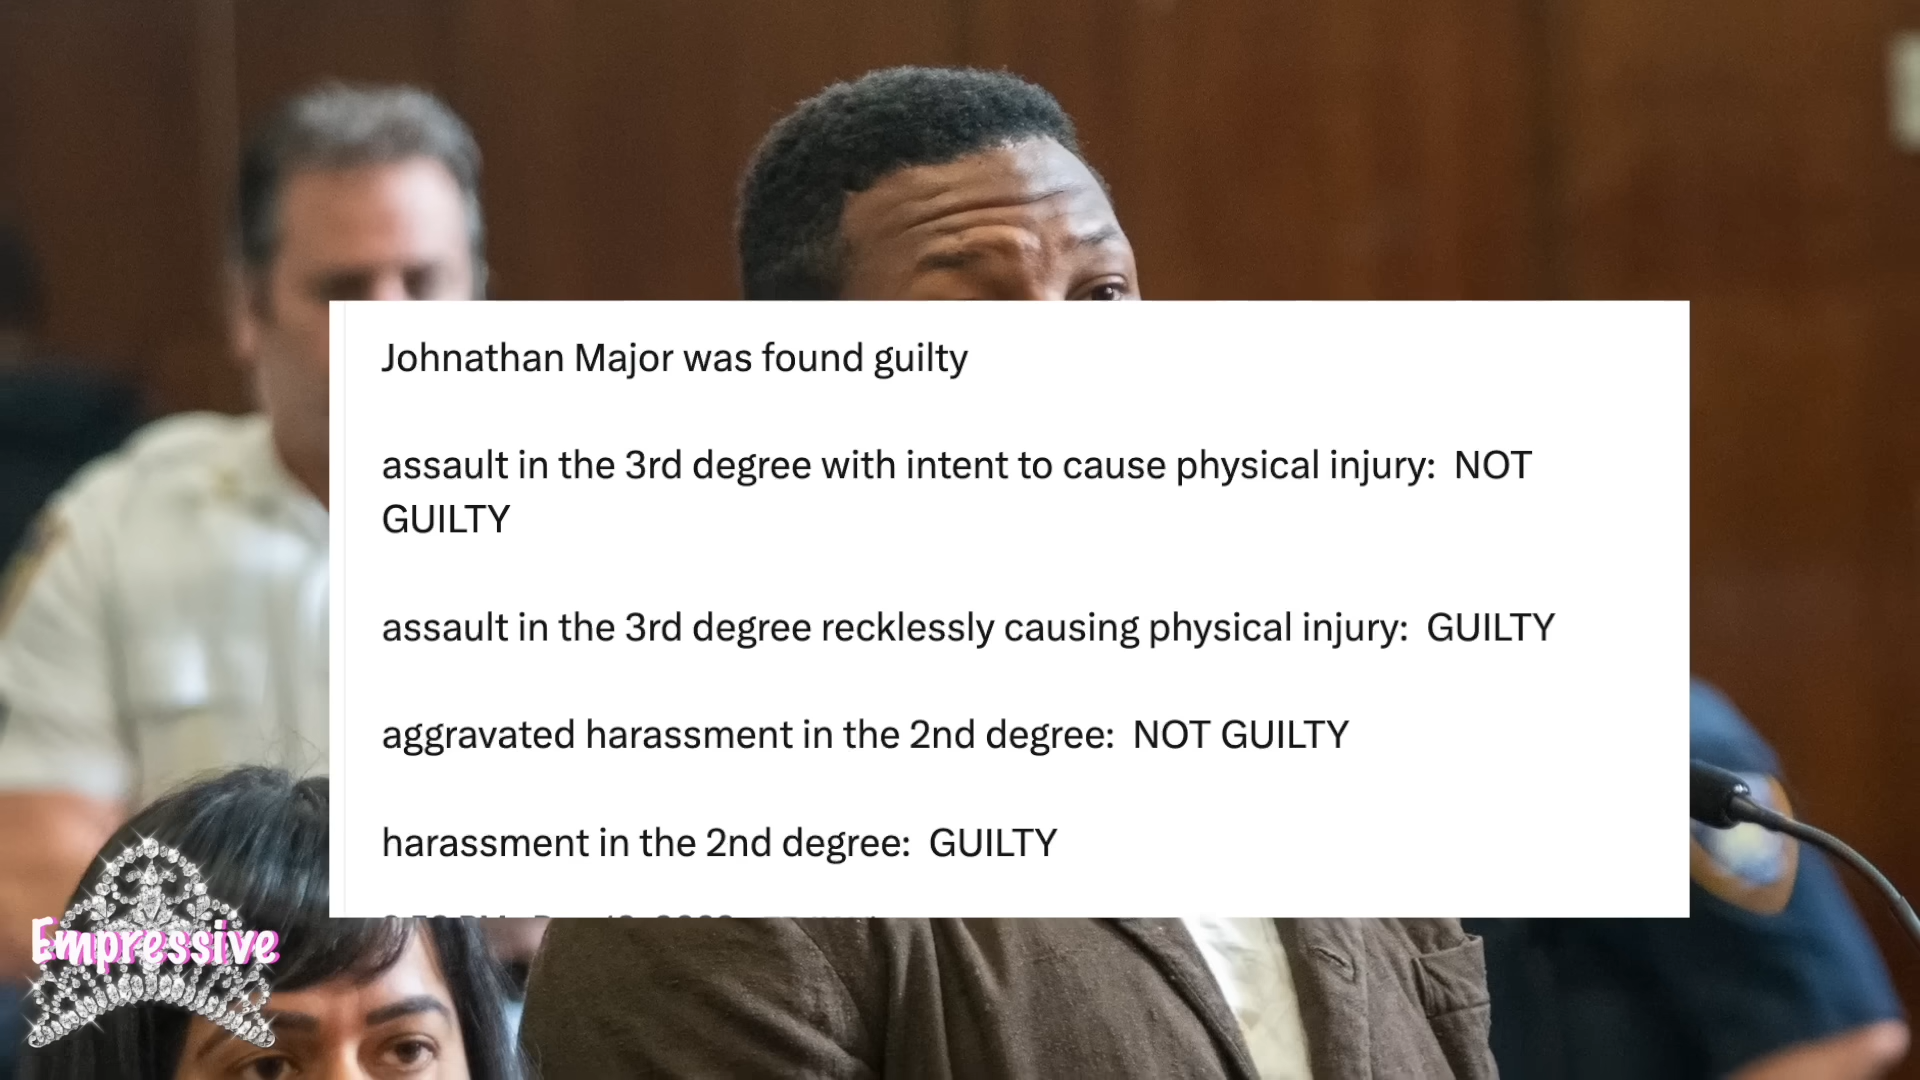 Johnathan Major was found guilty
assault in the 3rd degree with intent to cause physical injury: NOT
GUILTY
assault in the 3rd degree recklessly causing physical injury: GUILTY
aggravated harassment in the 2nd degree: NOT GUILTY
harassment in the 2nd degree: GUILTY
Empressive